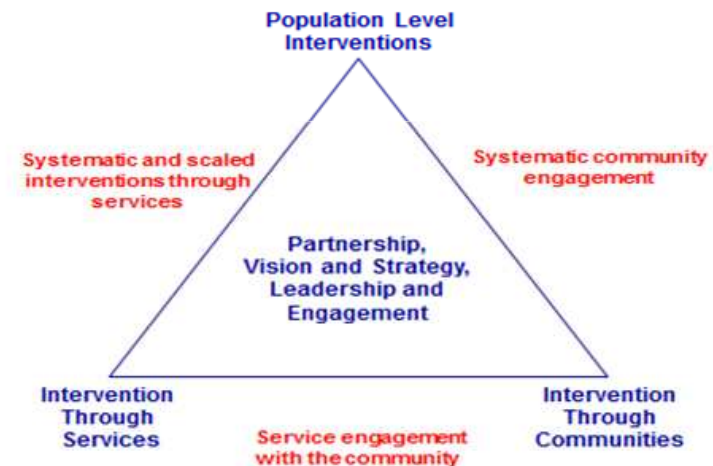 Population Level
Interventions
Systematic and scaled
interventions through
services
Systematic community
engagement
Partnership,
Vision and Strategy,
Leadership and
Engagement
Intervention
Through
Services
Service engagement
with the community
Intervention
Through
Communities